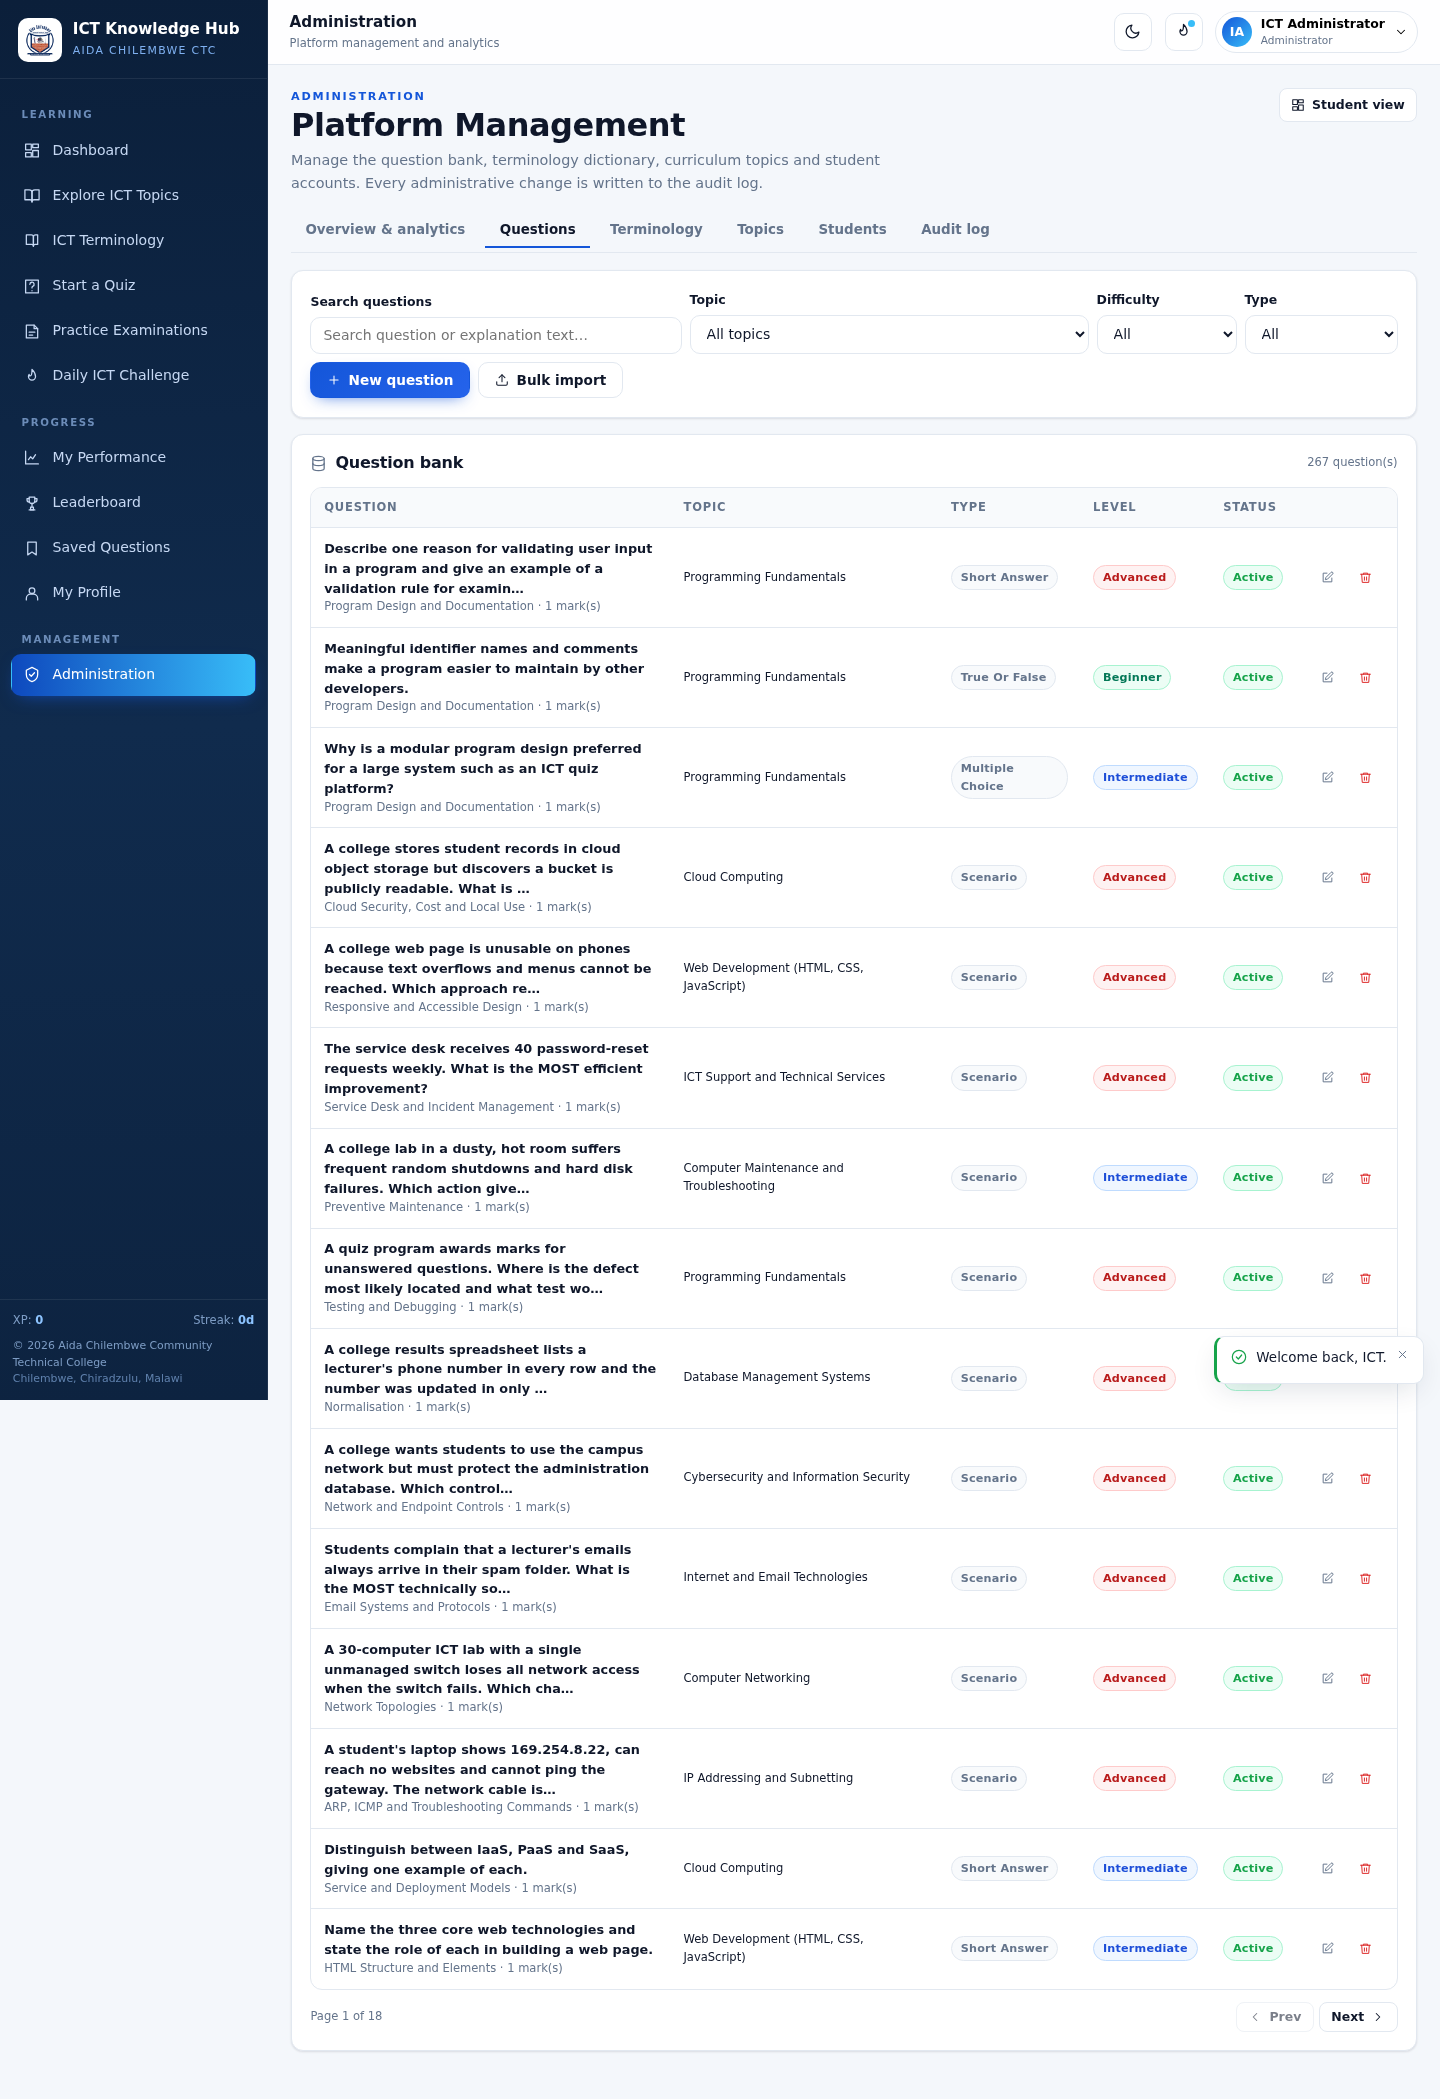 ICT Knowledge Hub
AIDA CHILEMBWE CTC
LEARNING
Dashboard
Explore ICT Topics
ICT Terminology
Start a Quiz
Practice Examinations
Daily ICT Challenge
PROGRESS
My Performance
Leaderboard
Saved Questions
My Profile
MANAGEMENT
Administration
XP: 0
Streak: 0d
© 2026 Aida Chilembwe Community
Technical College
Chilembwe, Chiradzulu, Malawi
Administration
Platform management and analytics
IA
ICT Administrator
Administrator
ADMINISTRATION
Platform Management
Manage the question bank, terminology dictionary, curriculum topics and student
accounts. Every administrative change is written to the audit log.
Student view
Overview & analytics
Questions
Terminology
Topics
Students
Audit log
Search questions
Topic
Difficulty
Type
Search question or explanation text…
All topics
All
All
New question
Bulk import
Question bank
267 question(s)
QUESTION
TOPIC
TYPE
LEVEL
STATUS
Describe one reason for validating user input
in a program and give an example of a
validation rule for examin…
Program Design and Documentation · 1 mark(s)
Programming Fundamentals
Short Answer
Advanced
Active
Meaningful identifier names and comments
make a program easier to maintain by other
developers.
Program Design and Documentation · 1 mark(s)
Programming Fundamentals
True Or False
Beginner
Active
Why is a modular program design preferred
for a large system such as an ICT quiz
platform?
Program Design and Documentation · 1 mark(s)
Programming Fundamentals
Multiple
Choice
Intermediate
Active
A college stores student records in cloud
object storage but discovers a bucket is
publicly readable. What is …
Cloud Security, Cost and Local Use · 1 mark(s)
Cloud Computing
Scenario
Advanced
Active
A college web page is unusable on phones
because text overflows and menus cannot be
reached. Which approach re…
Responsive and Accessible Design · 1 mark(s)
Web Development (HTML, CSS,
JavaScript)
Scenario
Advanced
Active
The service desk receives 40 password-reset
requests weekly. What is the MOST efficient
improvement?
Service Desk and Incident Management · 1 mark(s)
ICT Support and Technical Services
Scenario
Advanced
Active
A college lab in a dusty, hot room suffers
frequent random shutdowns and hard disk
failures. Which action give…
Preventive Maintenance · 1 mark(s)
Computer Maintenance and
Troubleshooting
Scenario
Intermediate
Active
A quiz program awards marks for
unanswered questions. Where is the defect
most likely located and what test wo…
Testing and Debugging · 1 mark(s)
Programming Fundamentals
Scenario
Advanced
Active
A college results spreadsheet lists a
lecturer's phone number in every row and the
number was updated in only …
Normalisation · 1 mark(s)
Database Management Systems
Scenario
Advanced
Welcome back, ICT.
A college wants students to use the campus
network but must protect the administration
database. Which control…
Network and Endpoint Controls · 1 mark(s)
Cybersecurity and Information Security
Scenario
Advanced
Active
Students complain that a lecturer's emails
always arrive in their spam folder. What is
the MOST technically so…
Email Systems and Protocols · 1 mark(s)
Internet and Email Technologies
Scenario
Advanced
Active
A 30-computer ICT lab with a single
unmanaged switch loses all network access
when the switch fails. Which cha…
Network Topologies · 1 mark(s)
Computer Networking
Scenario
Advanced
Active
A student's laptop shows 169.254.8.22, can
reach no websites and cannot ping the
gateway. The network cable is…
ARP, ICMP and Troubleshooting Commands · 1 mark(s)
IP Addressing and Subnetting
Scenario
Advanced
Active
Distinguish between IaaS, PaaS and SaaS,
giving one example of each.
Service and Deployment Models · 1 mark(s)
Cloud Computing
Short Answer
Intermediate
Active
Name the three core web technologies and
state the role of each in building a web page.
HTML Structure and Elements · 1 mark(s)
Web Development (HTML, CSS,
JavaScript)
Short Answer
Intermediate
Active
Page 1 of 18
Prev
Next